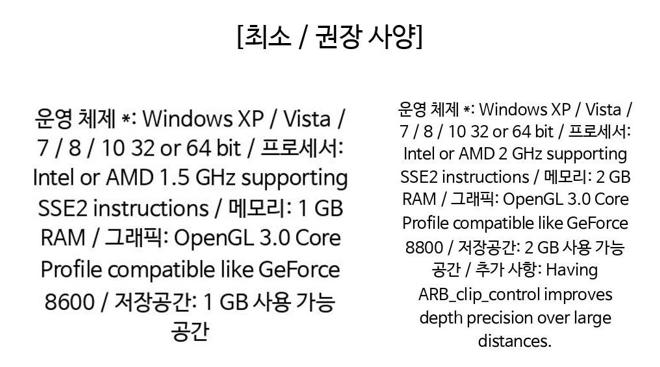 [최소 / 권장 사양]
운영 체제 *: Windows XP / Vista /
7 / 8 / 10 32 or 64 bit / 프로세서:
Intel or AMD 1.5 GHz supporting
SSE2 instructions / 메모리: 1 GB
RAM / 그래픽: OpenGL 3.0 Core
Profile compatible like GeForce
8600 / 저장공간: 1 GB 사용 가능
공간
운영 체제 *: Windows XP / Vista /
7 / 8 / 10 32 or 64 bit / 프로세서:
Intel or AMD 2 GHz supporting
SSE2 instructions / 메모리: 2 GB
RAM / 그래픽: OpenGL 3.0 Core
Profile compatible like GeForce
8800 / 저장공간: 2 GB 사용 가능
공간 / 추가 사항: Having
ARB_clip_control improves
depth precision over large
distances.